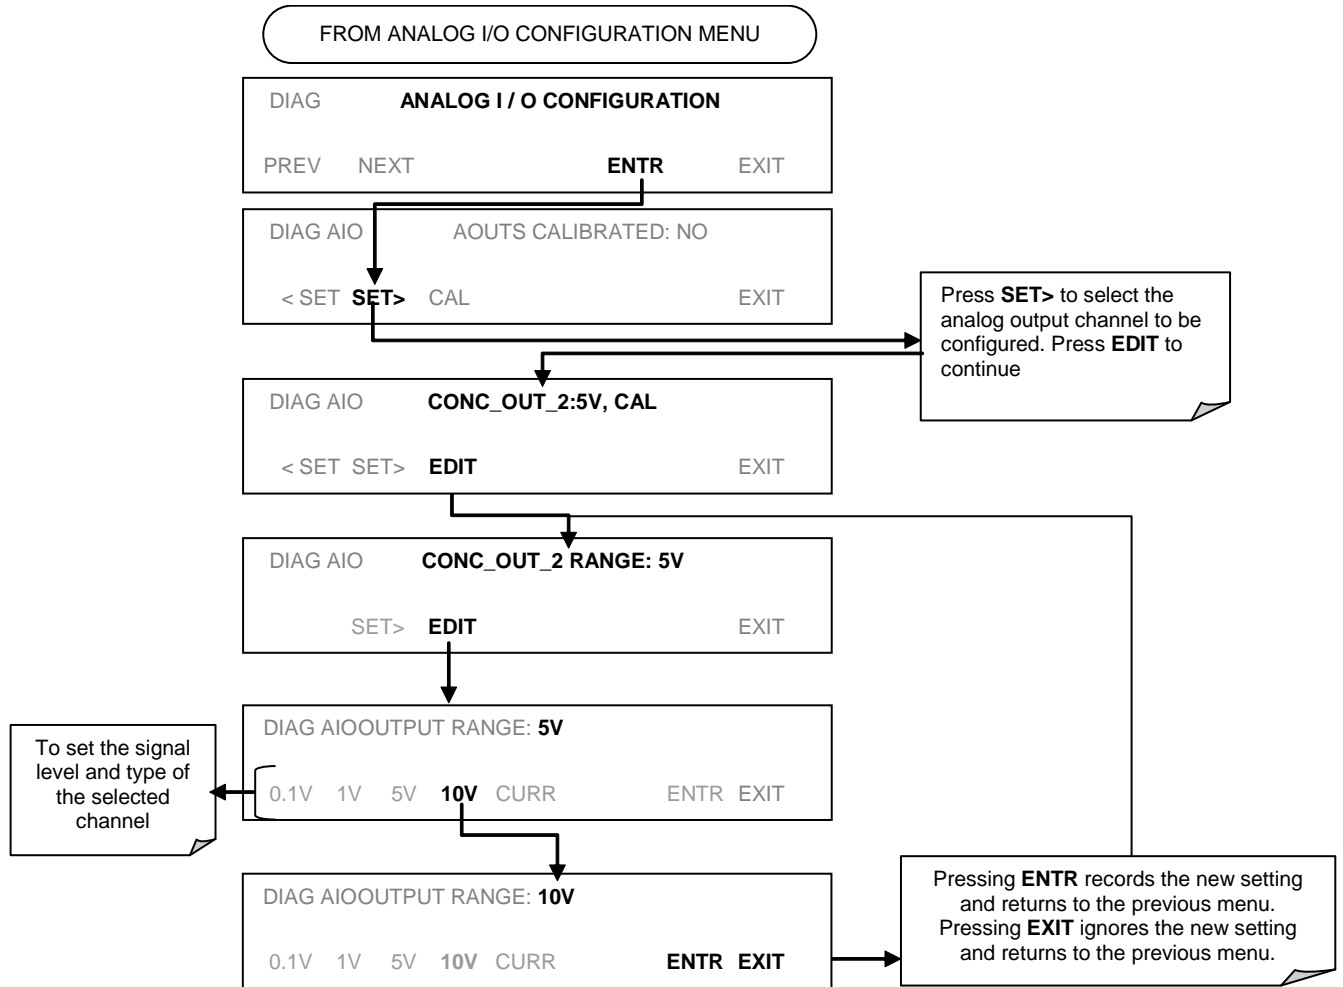 FROM ANALOG I/O CONFIGURATION MENU
DIAG ANALOG I / O CONFIGURATION
PREV NEXT ENTR EXIT
DIAG AIO AOUTS CALIBRATED: NO
< SET SET> CAL EXIT
Press SET> to select the
analog output channel to be
configured. Press EDIT to
continue
DIAG AIO CONC_OUT_2:5V, CAL
< SET SET> EDIT EXIT
DIAG AIO CONC_OUT_2 RANGE: 5V
SET> EDIT EXIT
DIAG AIOOUTPUT RANGE: 5V
0.1V 1V 5V 10V CURR ENTR EXIT
To set the signal
level and type of
the selected
channel
DIAG AIOOUTPUT RANGE: 10V
0.1V 1V 5V 10V CURR ENTR EXIT
Pressing ENTR records the new setting
and returns to the previous menu.
Pressing EXIT ignores the new setting
and returns to the previous menu.